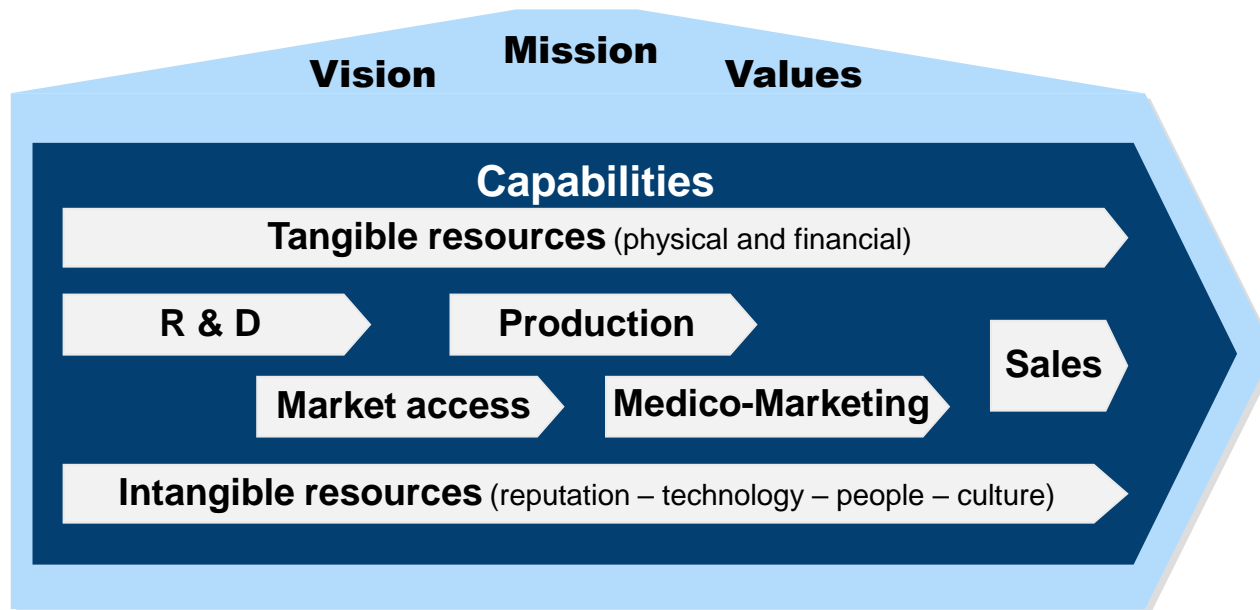 Mission
Vision
Values
Capabilities
Tangible resources (physical and financial)
R & D
Production
Sales
Market access
Medico-Marketing
Intangible resources (reputation – technology – people – culture)